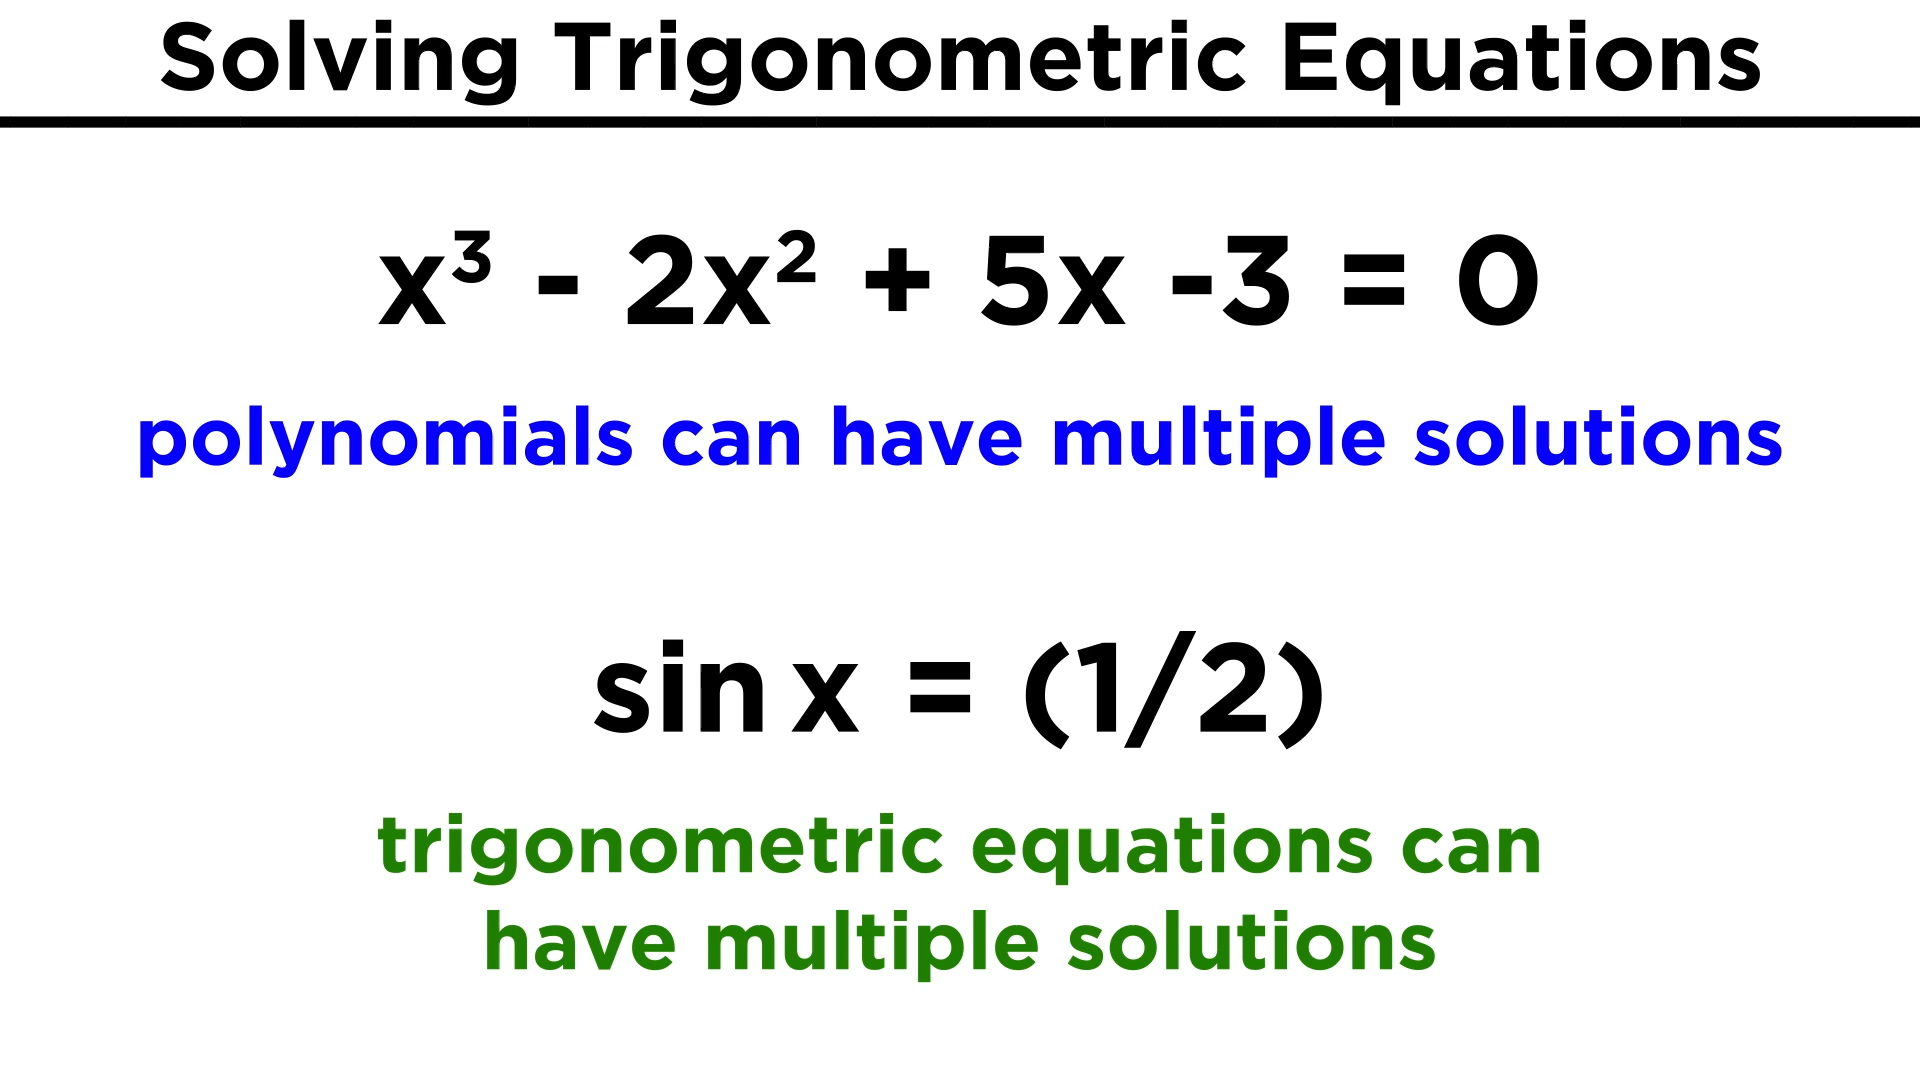 Solving Trigonometric Equations
x³ - 2x² + 5x -3 = 0
polynomials can have multiple solutions
sin x = (1/2)
trigonometric equations can
have multiple solutions